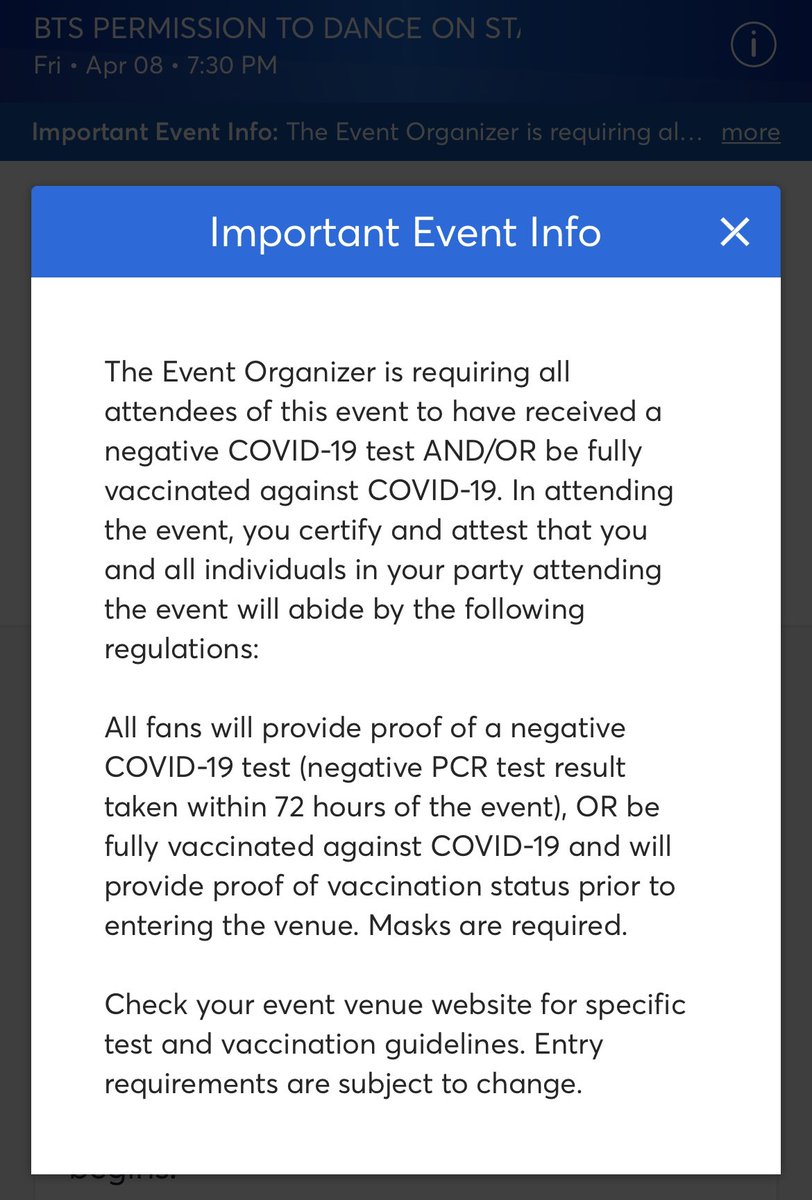 BTS PERMISSION TO DANCE ON
Fri • Apr 08 • 7:30 PM
i
Important Event Info: The Event Organizer is requiring al… more
Important Event Info
The Event Organizer is requiring all
attendees of this event to have received a
negative COVID-19 test AND/OR be fully
vaccinated against COVID-19. In attending
the event, you certify and attest that you
and all individuals in your party attending
the event will abide by the following
regulations:
All fans will provide proof of a negative
COVID-19 test (negative PCR test result
taken within 72 hours of the event), OR be
fully vaccinated against COVID-19 and will
provide proof of vaccination status prior to
entering the venue. Masks are required.
Check your event venue website for specific
test and vaccination guidelines. Entry
requirements are subject to change.